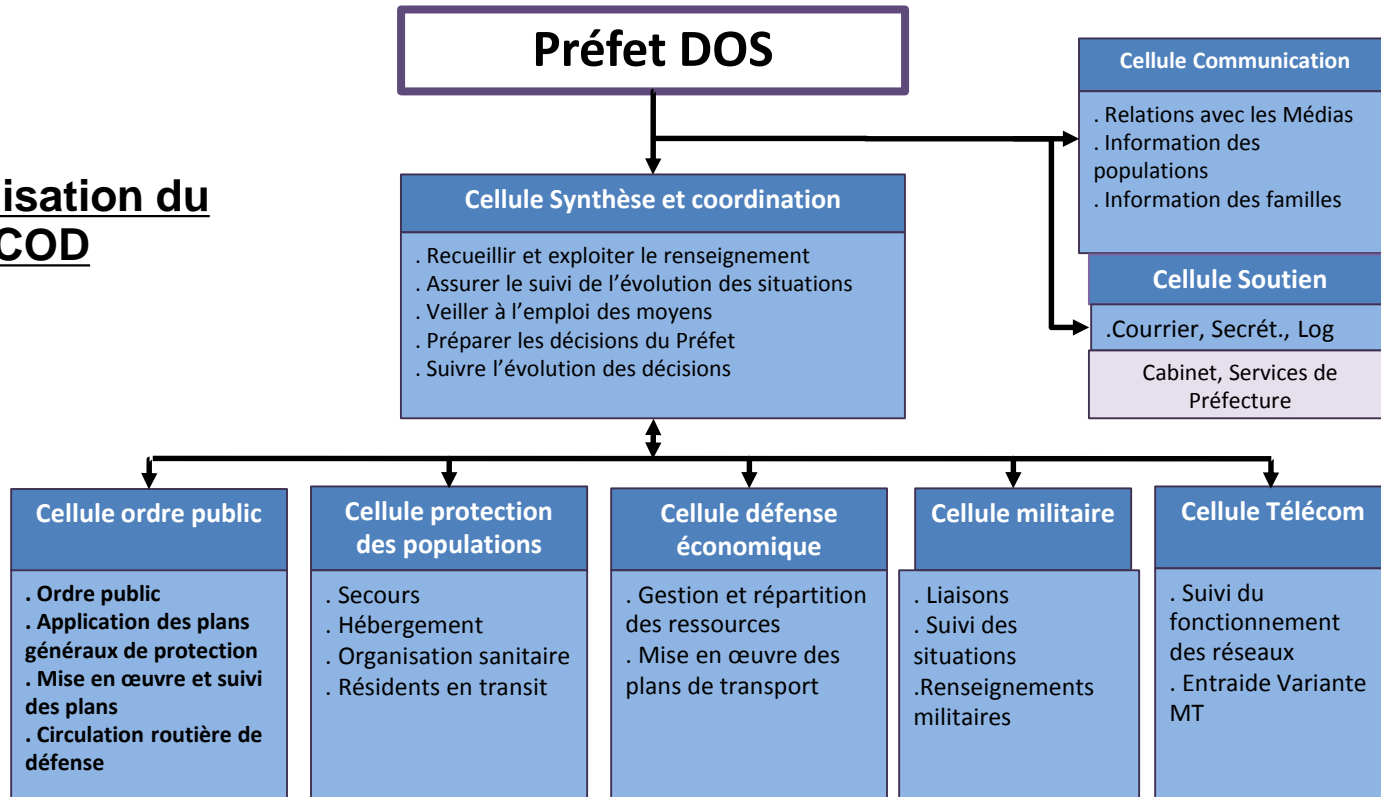 Préfet DOS
Cellule Communication
. Relations avec les Médias
. Information des
populations
. Information des familles
lisation du
COD
Cellule Synthèse et coordination
. Recueillir et exploiter le renseignement
. Assurer le suivi de l'évolution des situations
. Veiller à l'emploi des moyens
. Préparer les décisions du Préfet
. Suivre l'évolution des décisions
Cellule Soutien
.Courrier, Secrét., Log
Cabinet, Services de
Préfecture
Cellule ordre public
. Ordre public
. Application des plans
généraux de protection
. Mise en œuvre et suivi
des plans
. Circulation routière de
défense
Cellule protection
des populations
. Secours
. Hébergement
. Organisation sanitaire
. Résidents en transit
Cellule défense
économique
. Gestion et répartition
des ressources
. Mise en œuvre des
plans de transport
Cellule militaire
. Liaisons
. Suivi des
situations
.Renseignements
militaires
Cellule Télécom
. Suivi du
fonctionnement
des réseaux
. Entraide Variante
MT